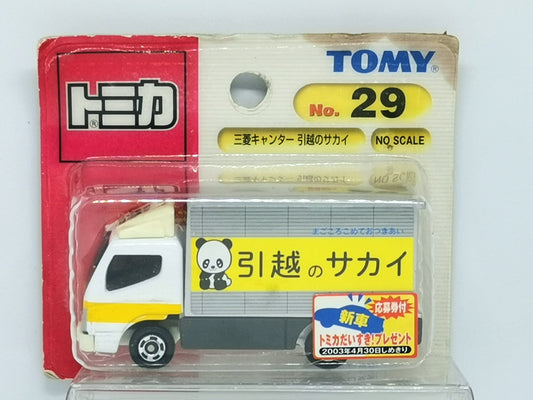 トミカ
®
TOMY®
No. 29
三菱キャンター 引越のサカイ
NO SCALE
まごころこめておつきあい
引越のサカイ
応募券付
新車
トミカだいすき!プレゼント
2003年4月30日しめきり